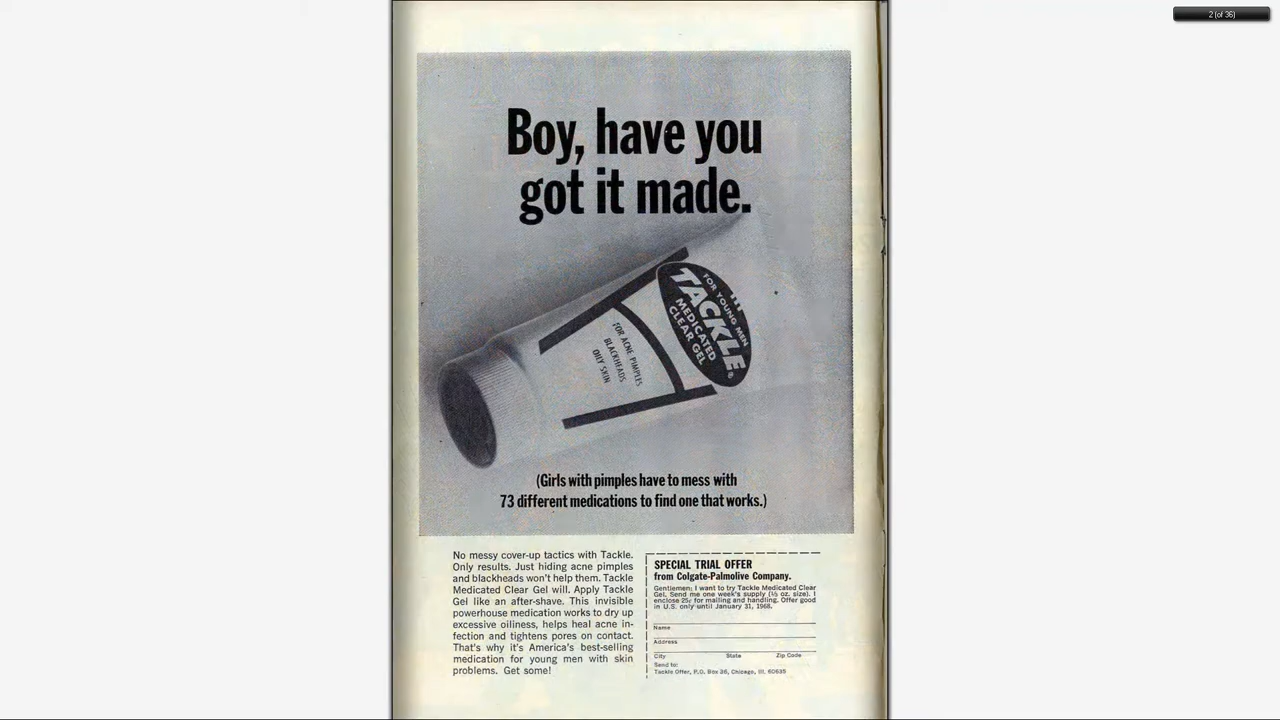 2 (of 36)
Boy, have you
got it made.
FOR YOUNG MEN
TACKLE®
MEDICATED
CLEAR GEL
FOR ACNE PIMPLES
BLACKHEADS
OILY SKIN
(Girls with pimples have to mess with
73 different medications to find one that works.)
No messy cover-up tactics with Tackle.
Only results. Just hiding acne pimples
and blackheads won't help them. Tackle
Medicated Clear Gel will. Apply Tackle
Gel like an after-shave. This invisible
powerhouse medication works to dry up
excessive oiliness, helps heal acne in-
fection and tightens pores on contact.
That's why it's America's best-selling
medication for young men with skin
problems. Get some!
SPECIAL TRIAL OFFER
from Colgate-Palmolive Company.
Gentlemen: I want to try Tackle Medicated Clear
Gel. Send me one week's supply (½ oz. size). I
enclose 25¢ for mailing and handling. Offer good
in U.S. only until January 31, 1968.
Name
Address
City State Zip Code
Send to:
Tackle Offer, P.O. Box 36, Chicago, Ill. 60635